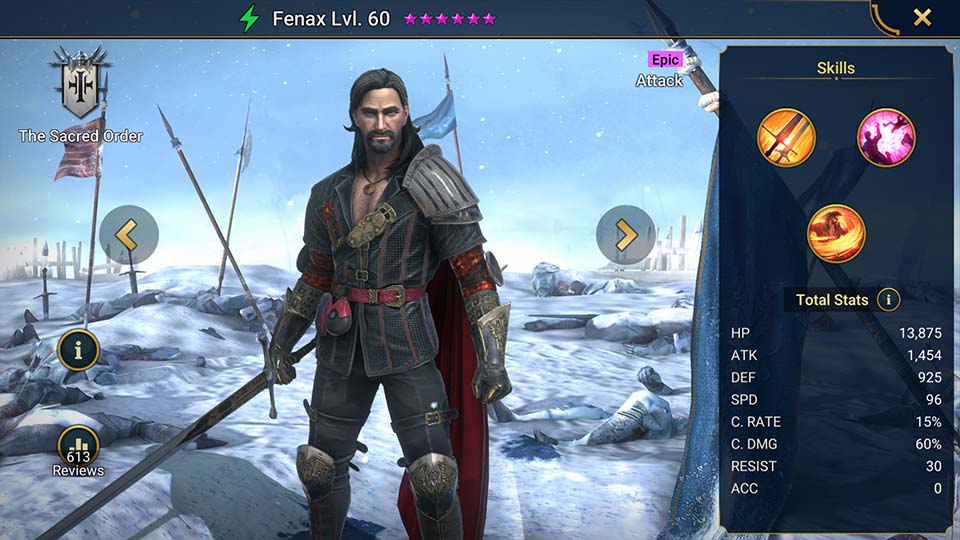 Fenax Lvl. 60
Epic
Attack
The Sacred Order
613
Reviews
Skills
Total Stats i
HP 13,875
ATK 1,454
DEF 925
SPD 96
C. RATE 15%
C. DMG 60%
RESIST 30
ACC 0